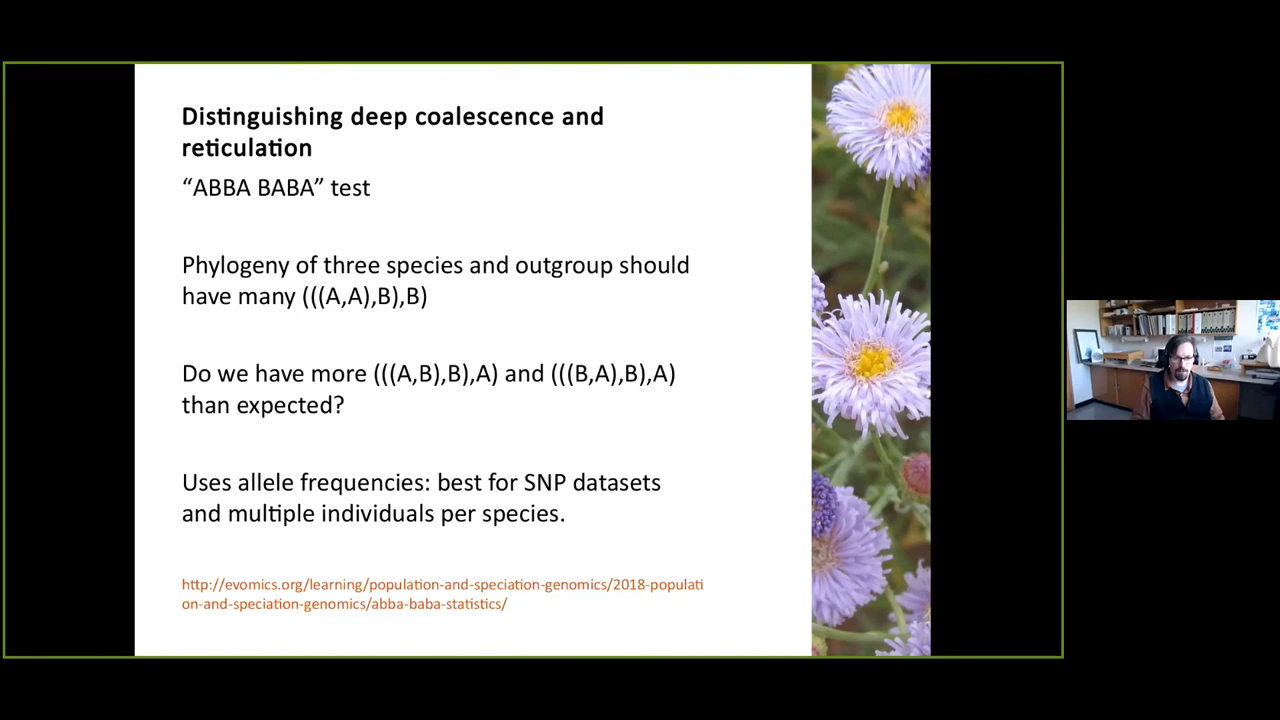 Distinguishing deep coalescence and
reticulation
“ABBA BABA” test
Phylogeny of three species and outgroup should
have many (((A,A),B),B)
Do we have more (((A,B),B),A) and (((B,A),B),A)
than expected?
Uses allele frequencies: best for SNP datasets
and multiple individuals per species.
http://evomics.org/learning/population-and-speciation-genomics/2018-populati
on-and-speciation-genomics/abba-baba-statistics/